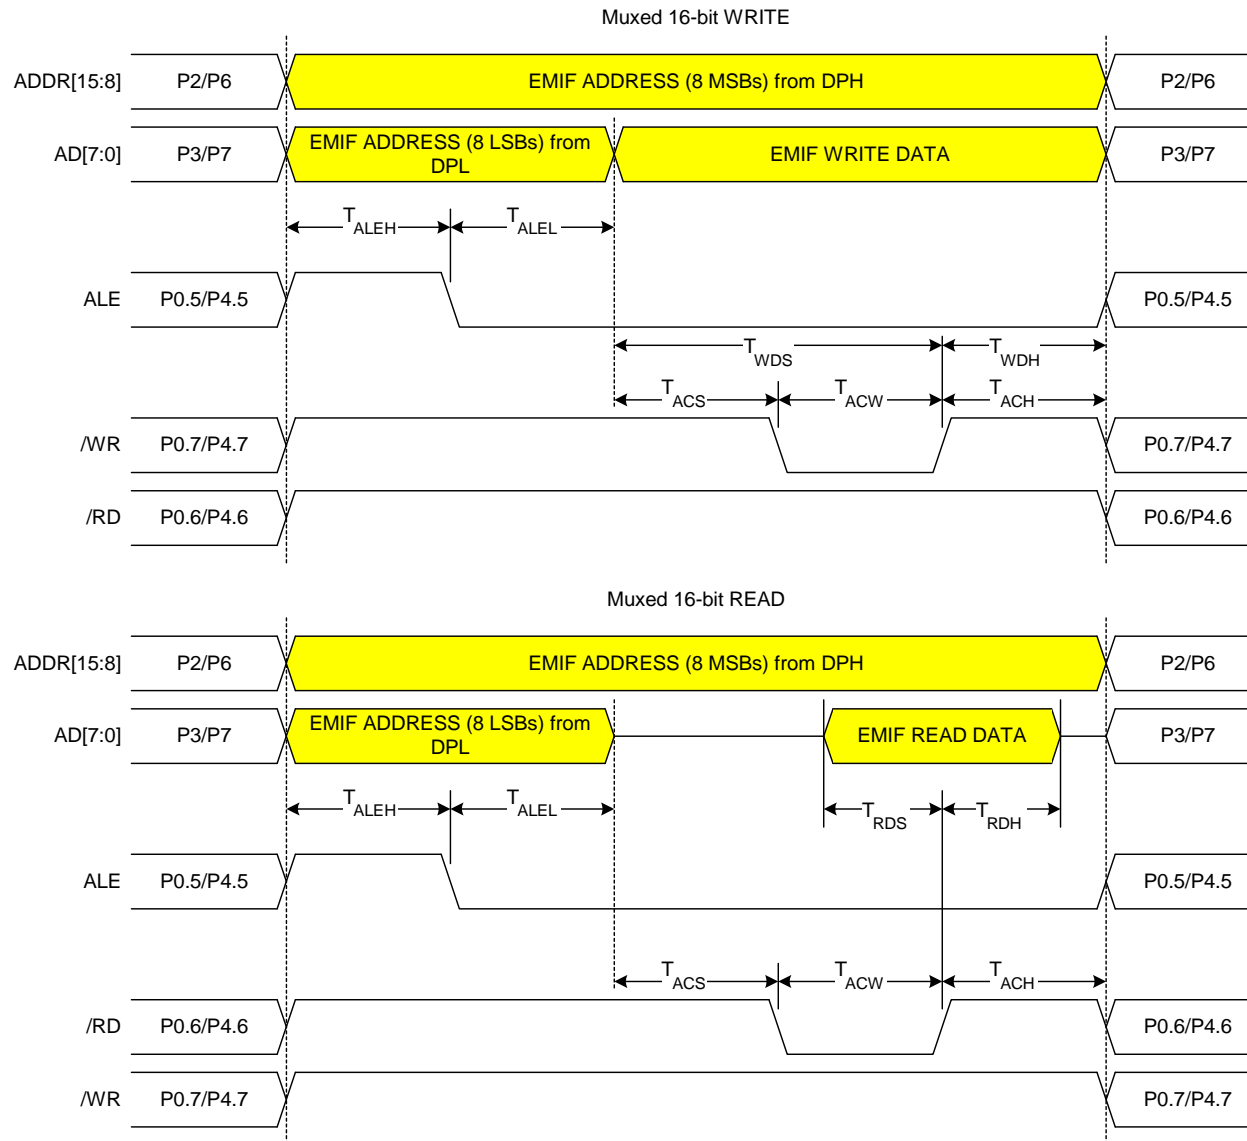 Muxed 16-bit WRITE
ADDR[15:8] P2/P6 EMIF ADDRESS (8 MSBs) from DPH P2/P6
AD[7:0] P3/P7 EMIF ADDRESS (8 LSBs) from DPL EMIF WRITE DATA P3/P7
TALEH TALEL
ALE P0.5/P4.5 P0.5/P4.5
TWDS TWDH
TACS TACW TACH
/WR P0.7/P4.7 P0.7/P4.7
/RD P0.6/P4.6 P0.6/P4.6
Muxed 16-bit READ
ADDR[15:8] P2/P6 EMIF ADDRESS (8 MSBs) from DPH P2/P6
AD[7:0] P3/P7 EMIF ADDRESS (8 LSBs) from DPL EMIF READ DATA P3/P7
TALEH TALEL TRDS TRDH
ALE P0.5/P4.5 P0.5/P4.5
TACS TACW TACH
/RD P0.6/P4.6 P0.6/P4.6
/WR P0.7/P4.7 P0.7/P4.7